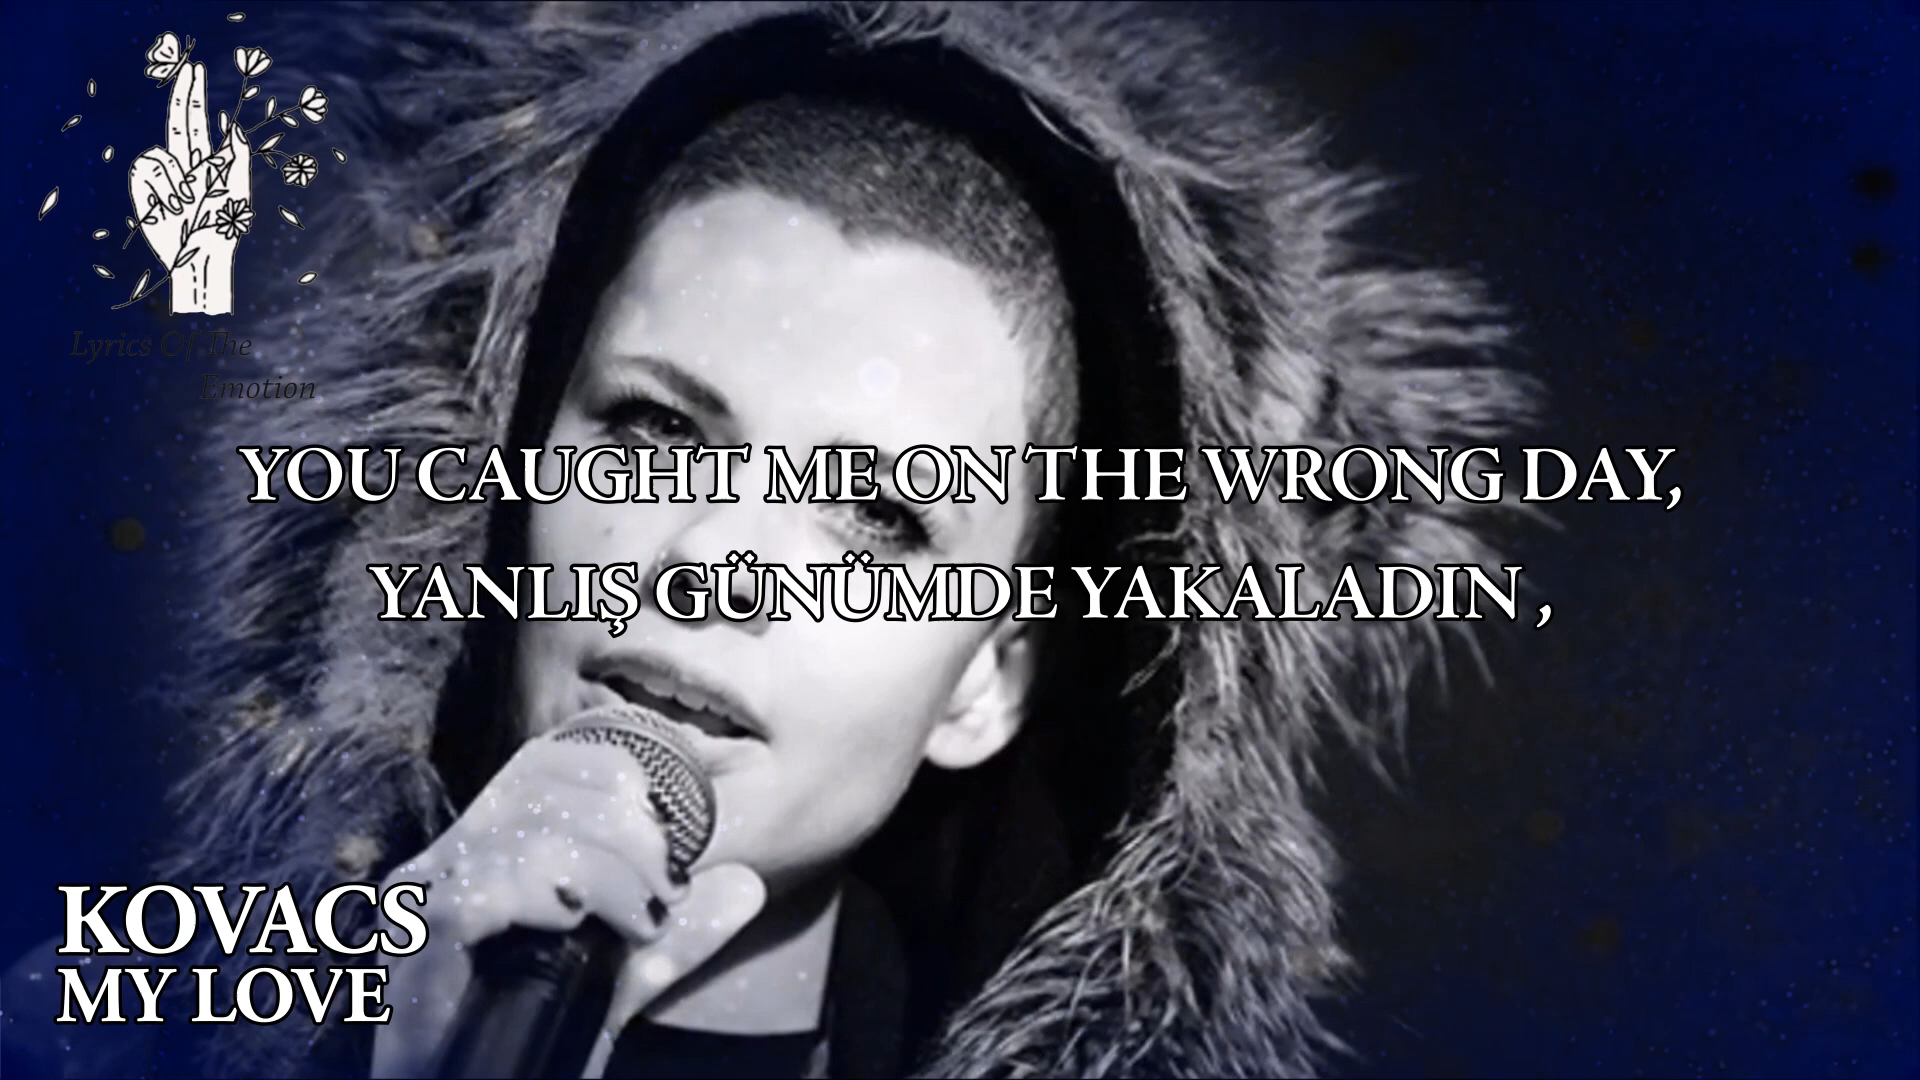 Lyrics Of The
Emotion
YOU CAUGHT ME ON THE WRONG DAY,
YANLIŞ GÜNÜMDE YAKALADIN ,
KOVACS
MY LOVE